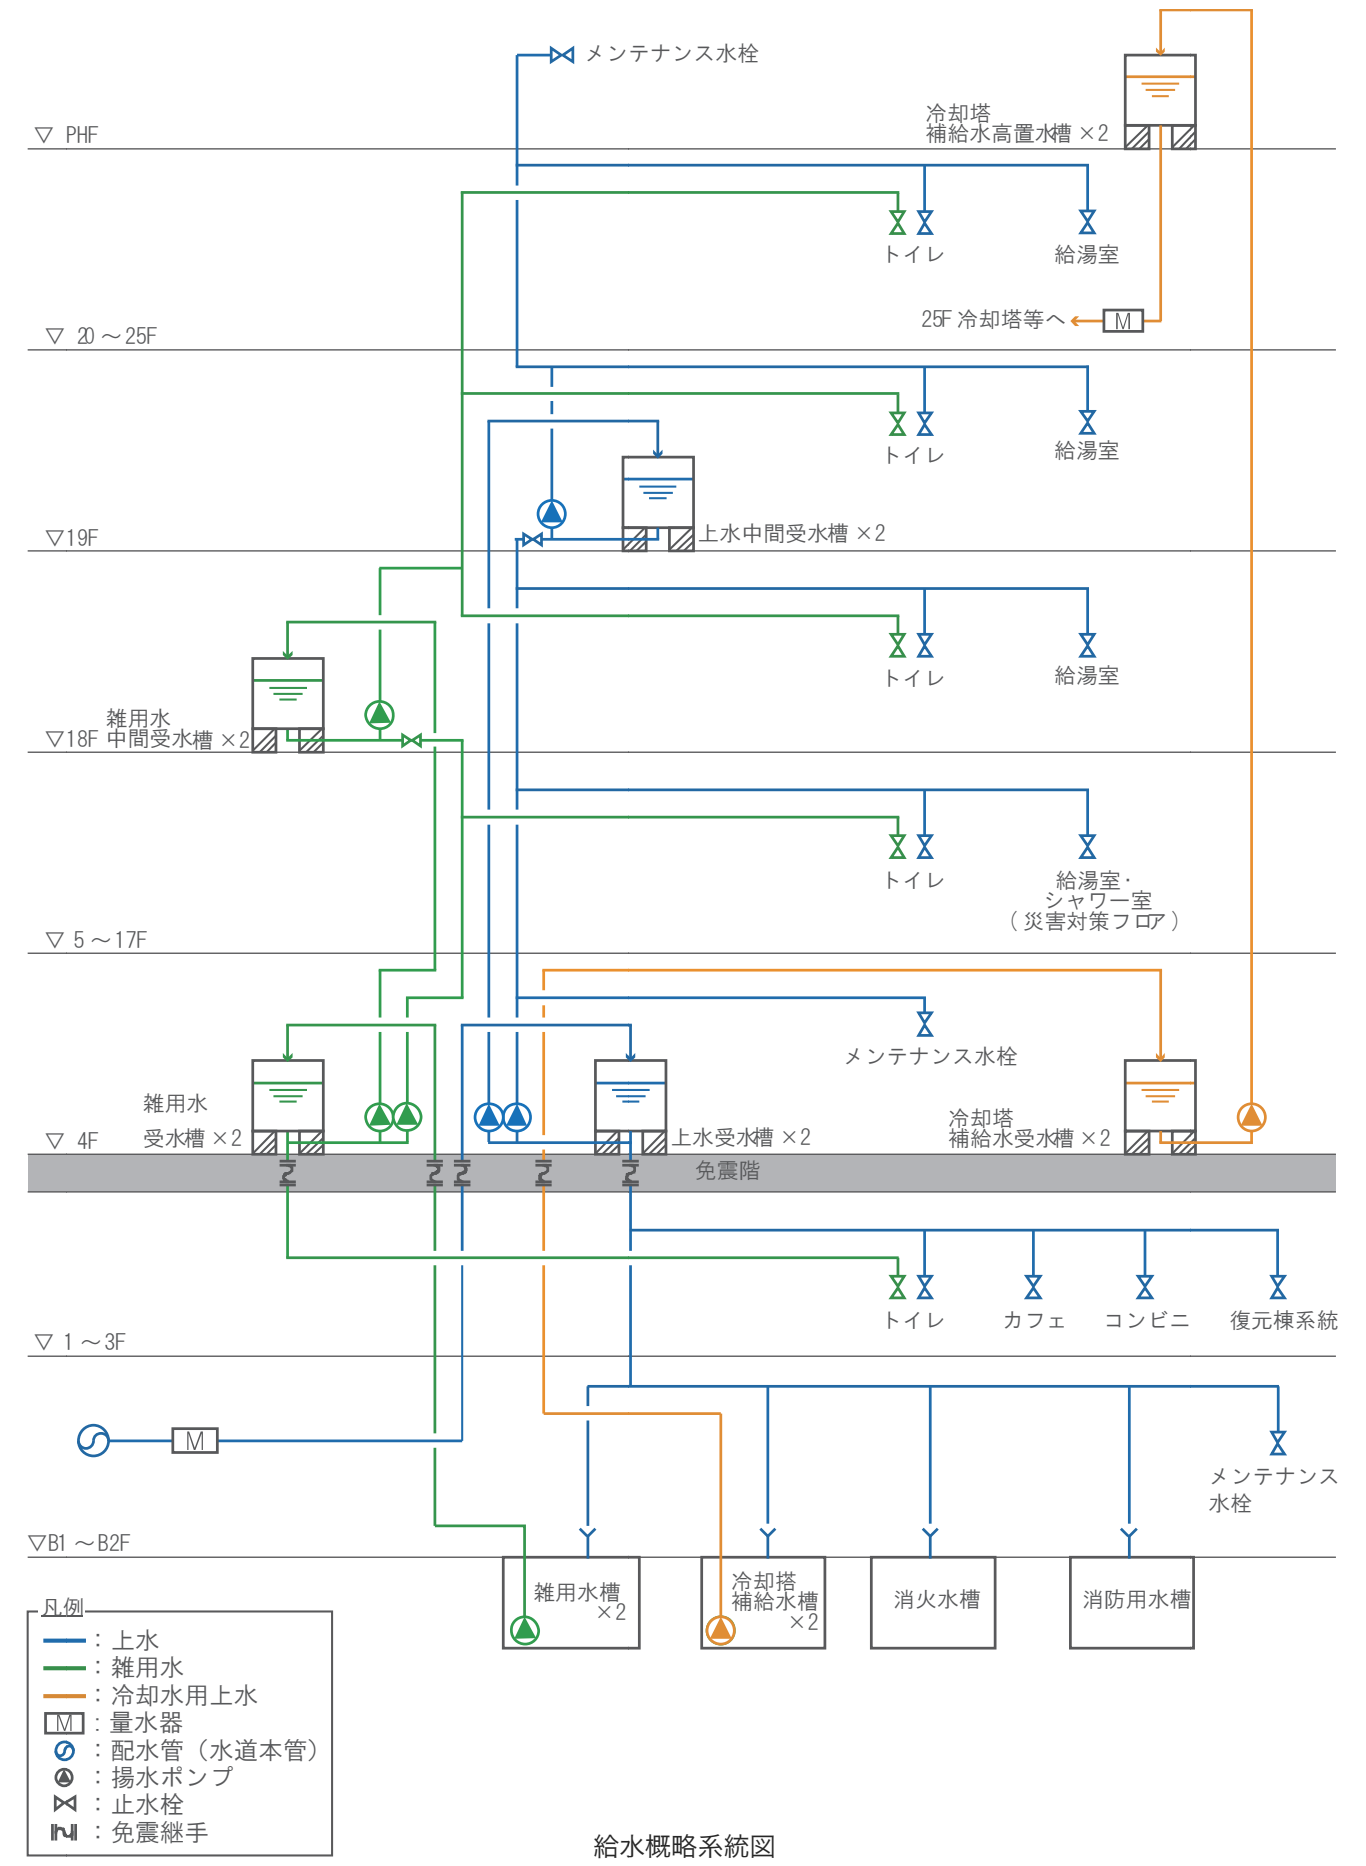 メンテナンス水栓
冷却塔
補給水高置水槽 ×2
▽ PHF
トイレ
給湯室
25F 冷却塔等へ
M
▽ 20 ～25F
トイレ
給湯室
▽19F
上水中間受水槽 ×2
トイレ
給湯室
雑用水
▽18F 中間受水槽 ×2
トイレ
給湯室・
シャワー室
（災害対策フロア）
▽ 5 ～17F
メンテナンス水栓
雑用水
受水槽 ×2
上水受水槽 ×2
冷却塔
補給水受水槽 ×2
▽ 4F
免震階
トイレ
カフェ
コンビニ
復元棟系統
▽ 1 ～3F
M
メンテナンス
水栓
▽B1 ～B2F
雑用水槽
×2
冷却塔
補給水槽
×2
消火水槽
消防用水槽
凡例
：上水
：雑用水
：冷却水用上水
M：量水器
：配水管（水道本管）
：揚水ポンプ
：止水栓
：免震継手
給水概略系統図